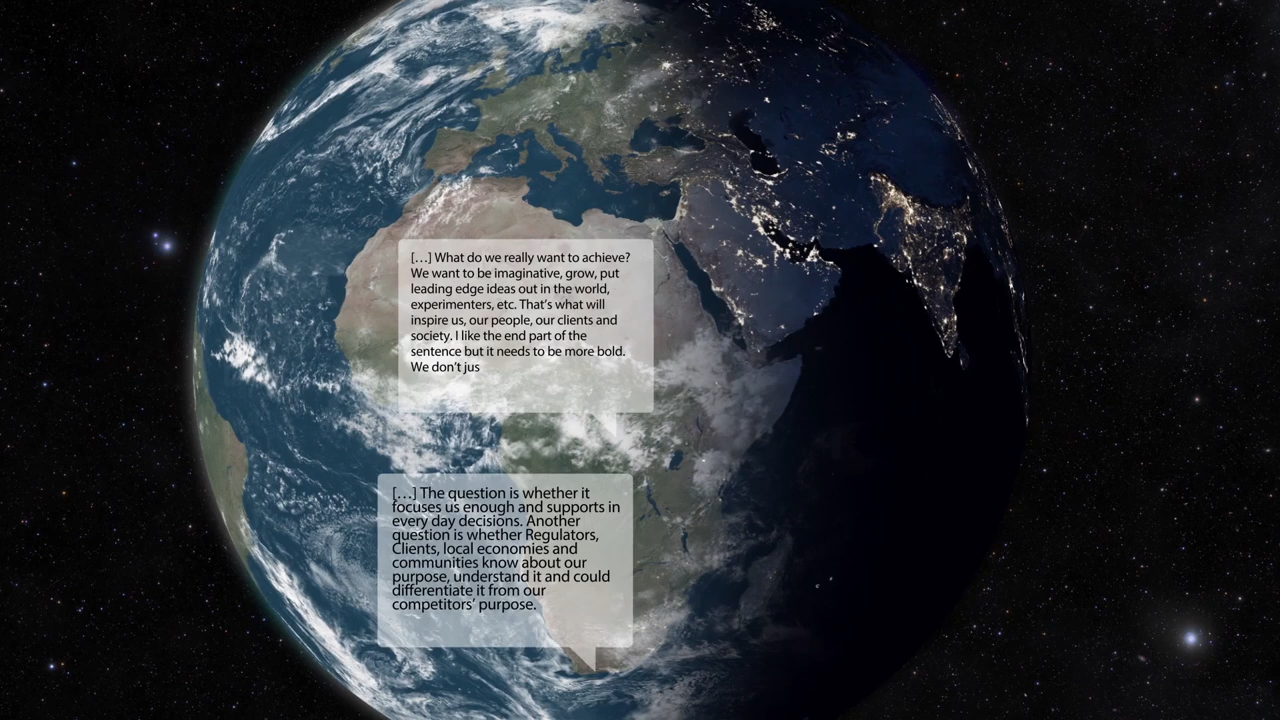 […] What do we really want to achieve?
We want to be imaginative, grow, put
leading edge ideas out in the world,
experimenters, etc. That’s what will
inspire us, our people, our clients and
society. I like the end part of the
sentence but it needs to be more bold.
We don’t jus
[…] The question is whether it
focuses us enough and supports in
every day decisions. Another
question is whether Regulators,
Clients, local economies and
communities know about our
purpose, understand it and could
differentiate it from our
competitors’ purpose.